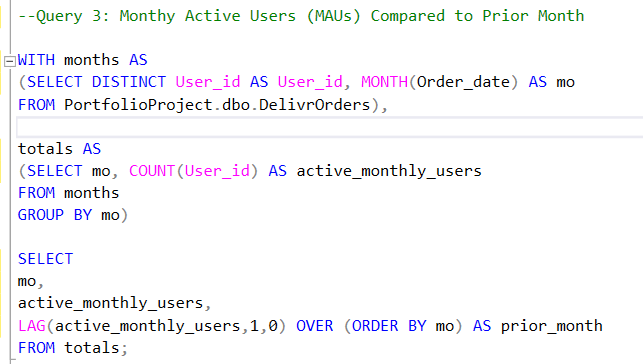 --Query 3: Monthy Active Users (MAUs) Compared to Prior Month
WITH months AS
(SELECT DISTINCT User_id AS User_id, MONTH(Order_date) AS mo
FROM PortfolioProject.dbo.DelivrOrders),
totals AS
(SELECT mo, COUNT(User_id) AS active_monthly_users
FROM months
GROUP BY mo)
SELECT
mo,
active_monthly_users,
LAG(active_monthly_users,1,0) OVER (ORDER BY mo) AS prior_month
FROM totals;